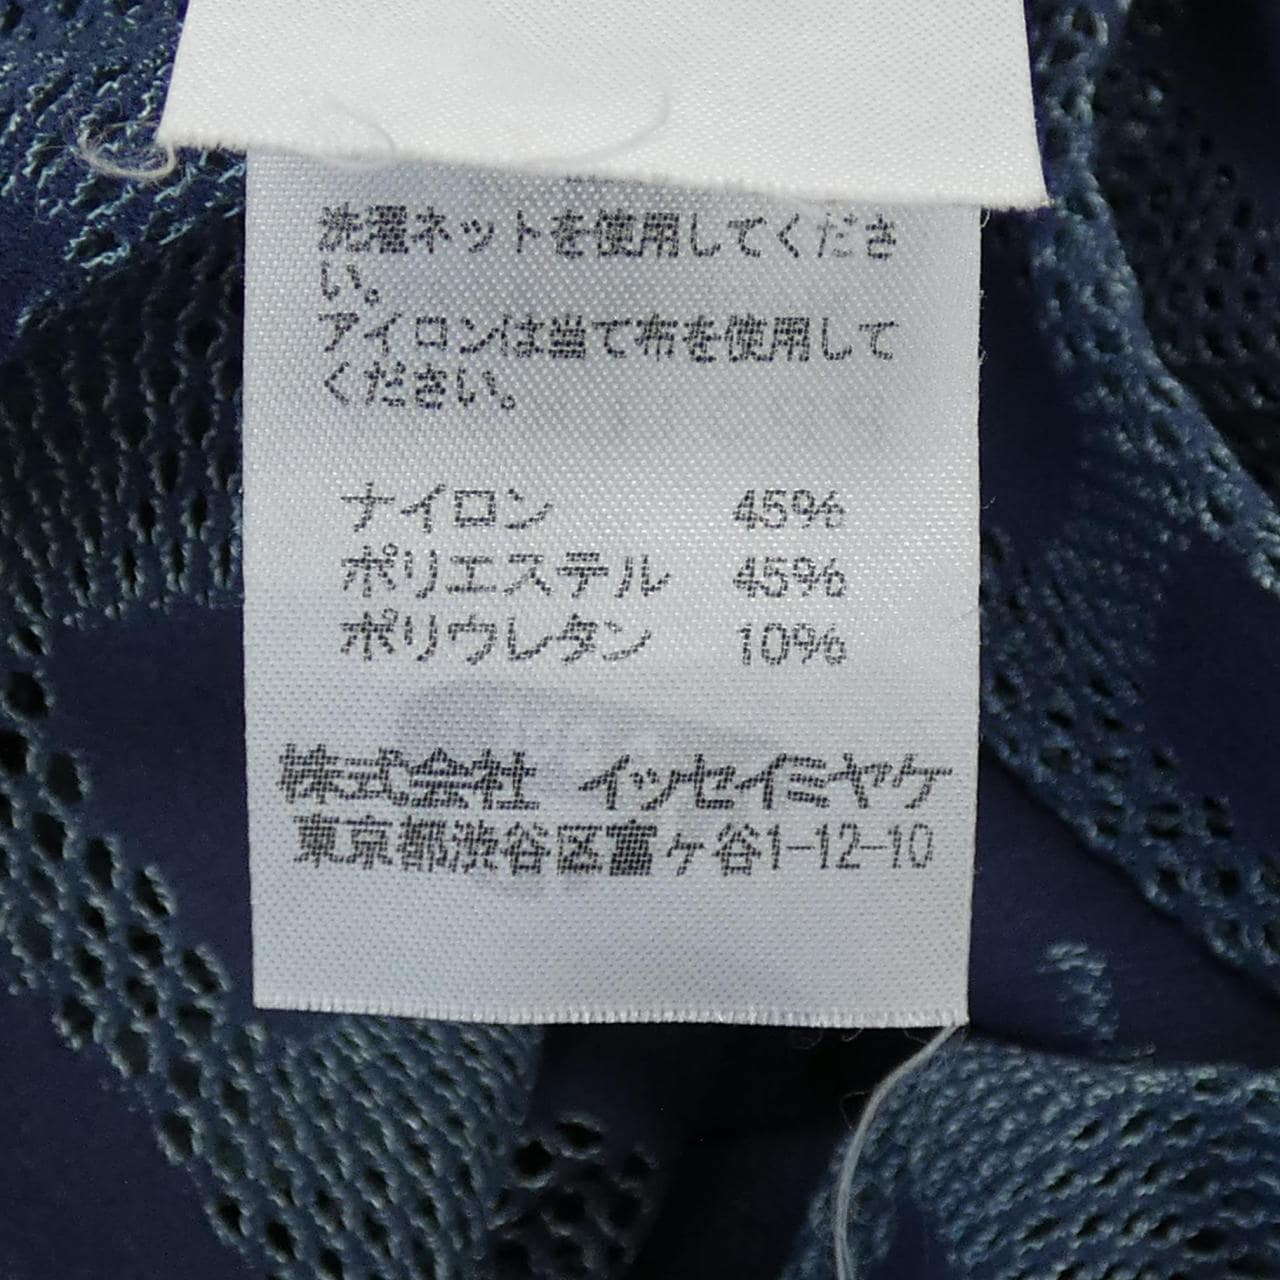 洗濯ネットを使用してくださ
い。
アイロンは当て布を使用して
ください。
ナイロン 45%
ポリエステル 45%
ポリウレタン 10%
株式会社 イッセイミヤケ
東京都渋谷区富ヶ谷1-12-10